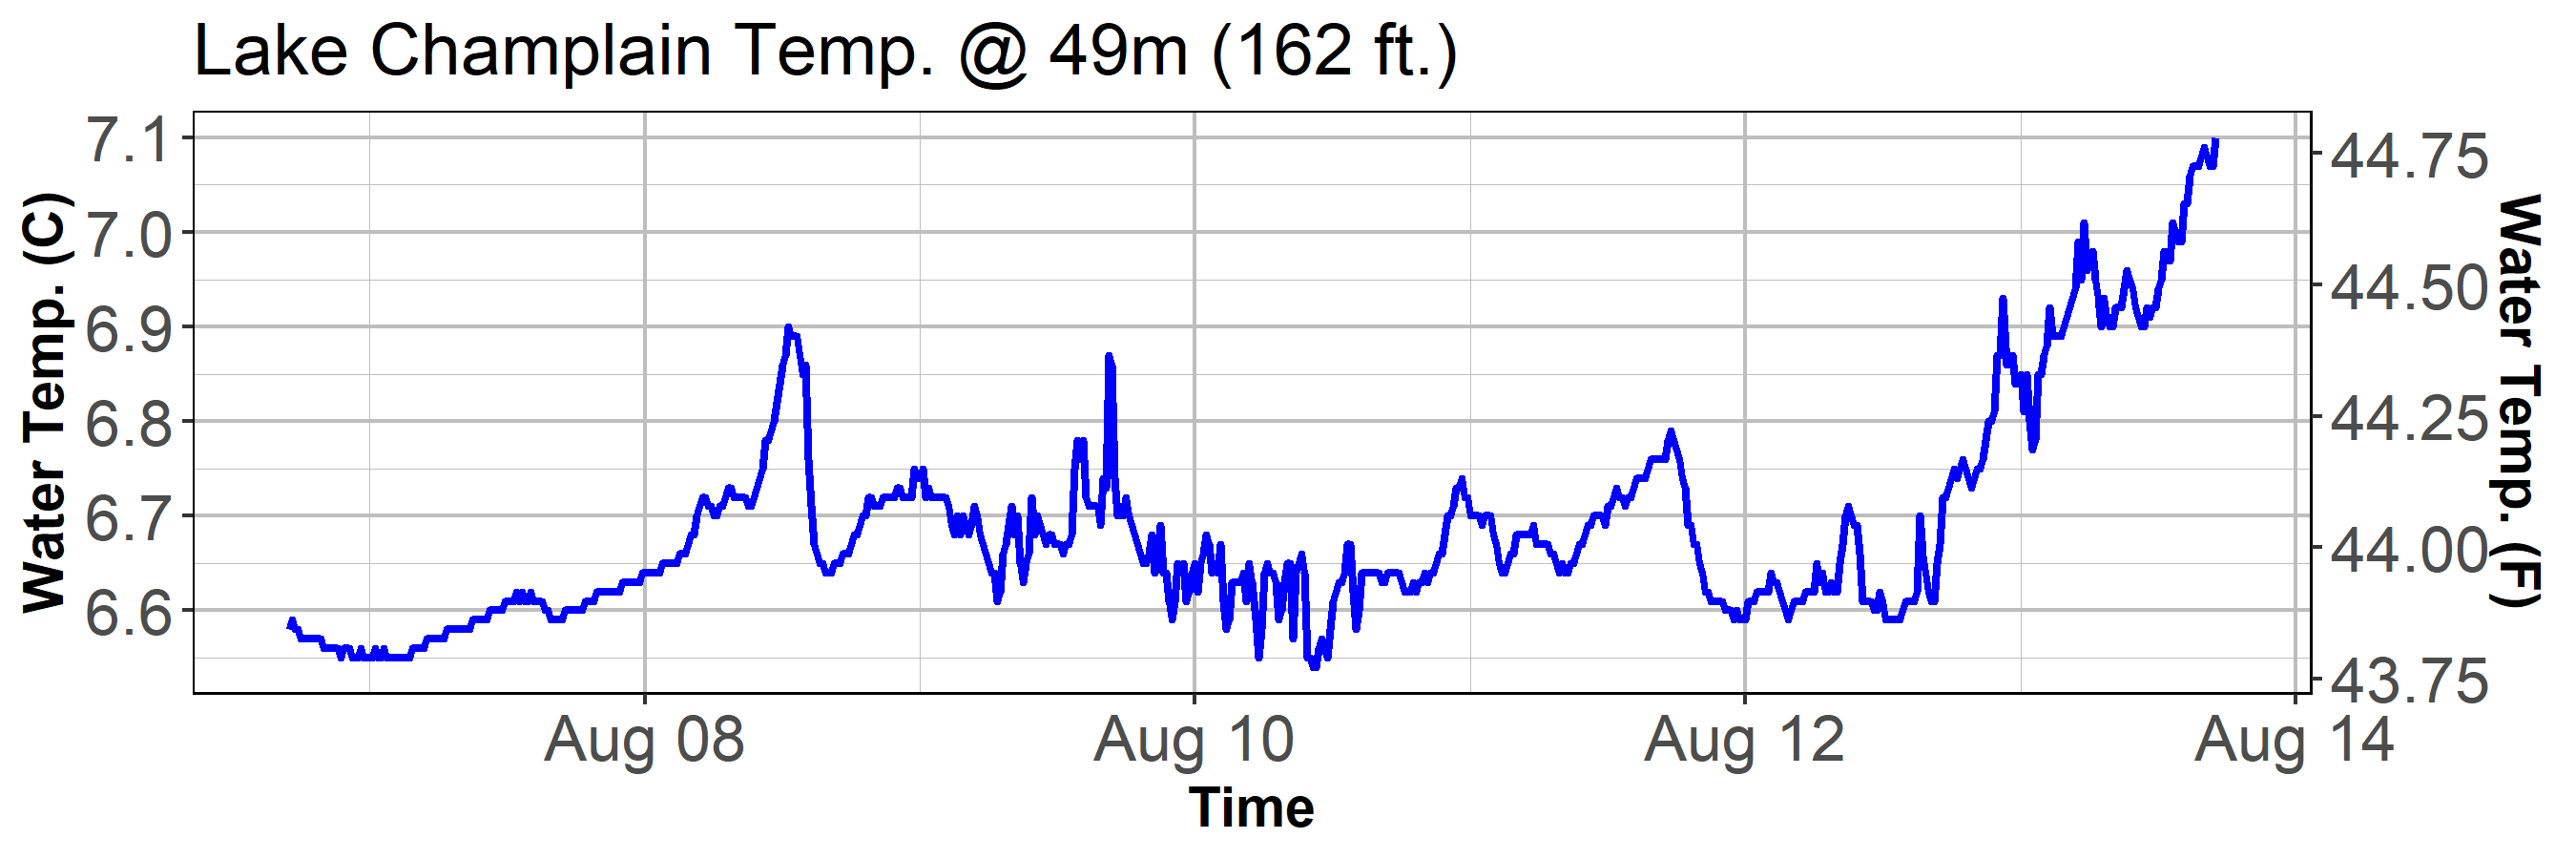 Lake Champlain Temp. @ 49m (162 ft.)
Water Temp. (C)
7.1
7.0
6.9
6.8
6.7
6.6
44.75
44.50
44.25
44.00
43.75
Water Temp. (F)
Aug 08 Aug 10 Aug 12 Aug 14
Time